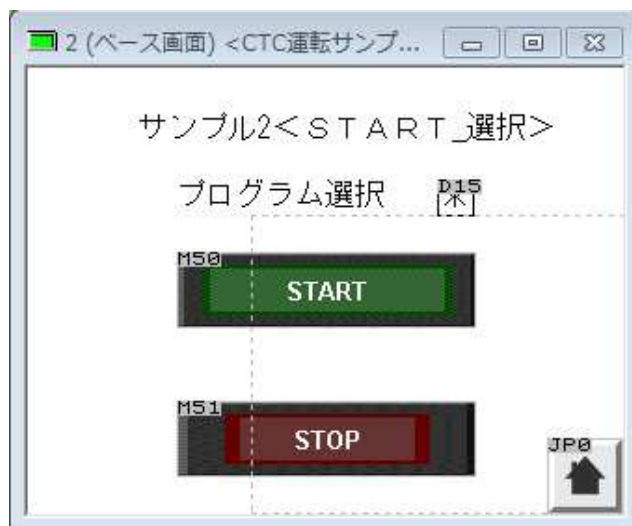 2 (ベース画面) <CTC運転サンプ...
サンプル2<ＳＴＡＲＴ_選択>
プログラム選択 D15
M50
START
M51
STOP
JP0